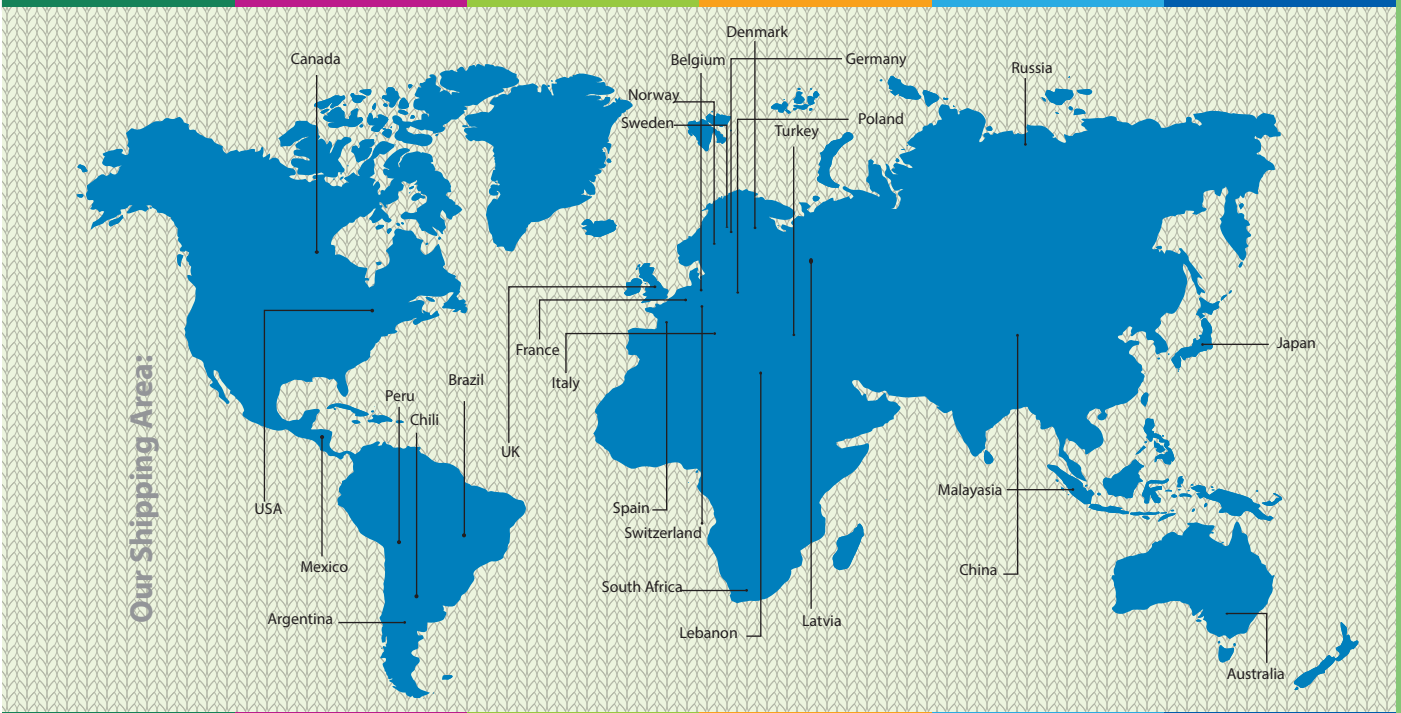 Denmark
Canada
Belgium
Germany
Russia
Norway
Sweden
Poland
Turkey
Japan
France
Italy
Brazil
Peru
Chili
UK
Our Shipping Area:
USA
Spain
Malayasia
Switzerland
Mexico
China
South Africa
Argentina
Latvia
Lebanon
Australia